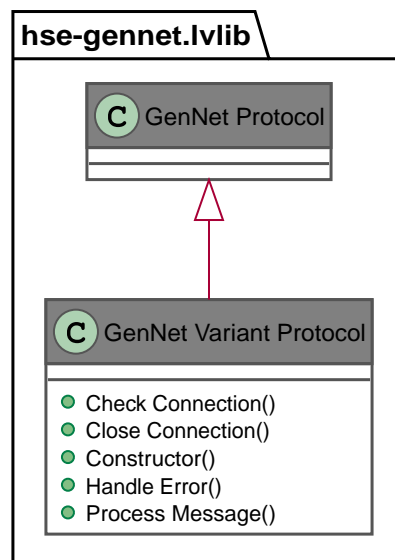 hse-gennet.lvlib
C GenNet Protocol
C GenNet Variant Protocol
Check Connection()
Close Connection()
Constructor()
Handle Error()
Process Message()